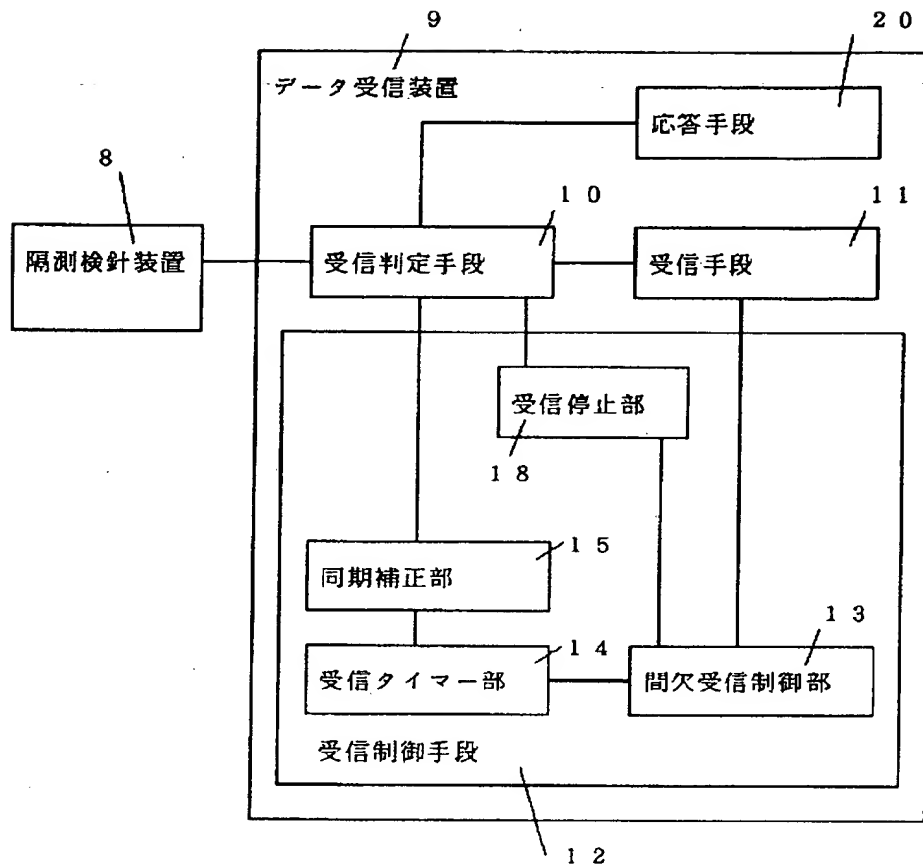 9
20
データ受信装置
応答手段
8
10
11
隔測検針装置
受信判定手段
受信手段
受信停止部
18
15
同期補正部
14
13
受信タイマー部
間欠受信制御部
受信制御手段
12